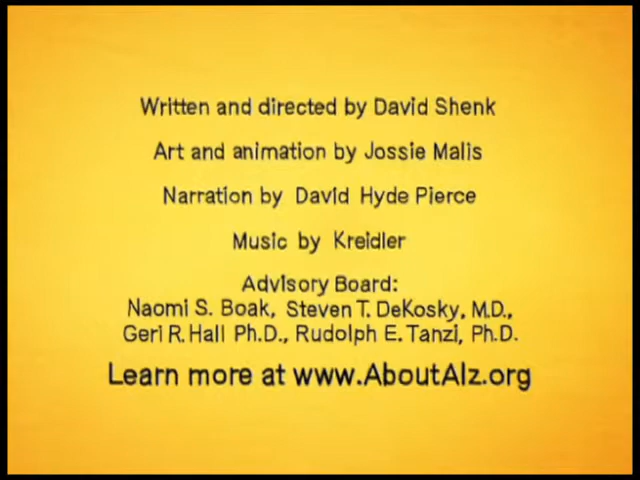 Written and directed by David Shenk
Art and animation by Jossie Malis
Narration by David Hyde Pierce
Music by Kreidler
Advisory Board:
Naomi S. Boak, Steven T. DeKosky, M.D.,
Geri R. Hall Ph.D., Rudolph E. Tanzi, Ph.D.
Learn more at www.AboutAlz.org